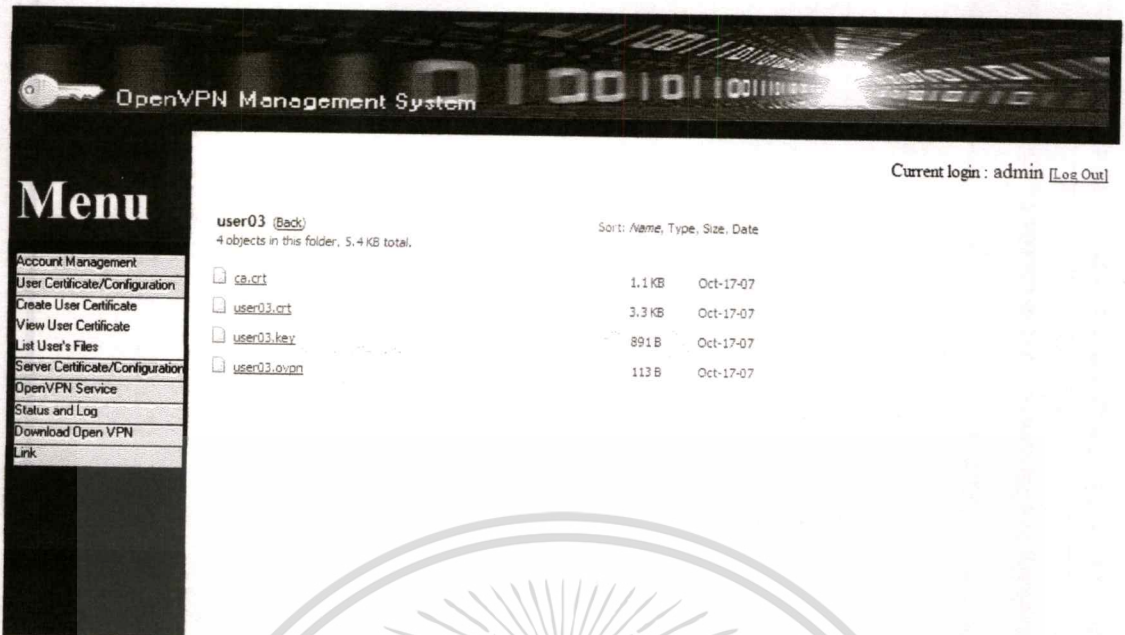 OpenVPN Management System
Current login : admin [Log Out]
Menu
Account Management
User Certificate/Configuration
Create User Certificate
View User Certificate
List User's Files
Server Certificate/Configuration
OpenVPN Service
Status and Log
Download Open VPN
Link
user03 (Back)
4 objects in this folder, 5.4 KB total.
Sort: Name, Type, Size, Date
ca.crt 1.1 KB Oct-17-07
user03.crt 3.3 KB Oct-17-07
user03.key 891 B Oct-17-07
user03.ovpn 113 B Oct-17-07